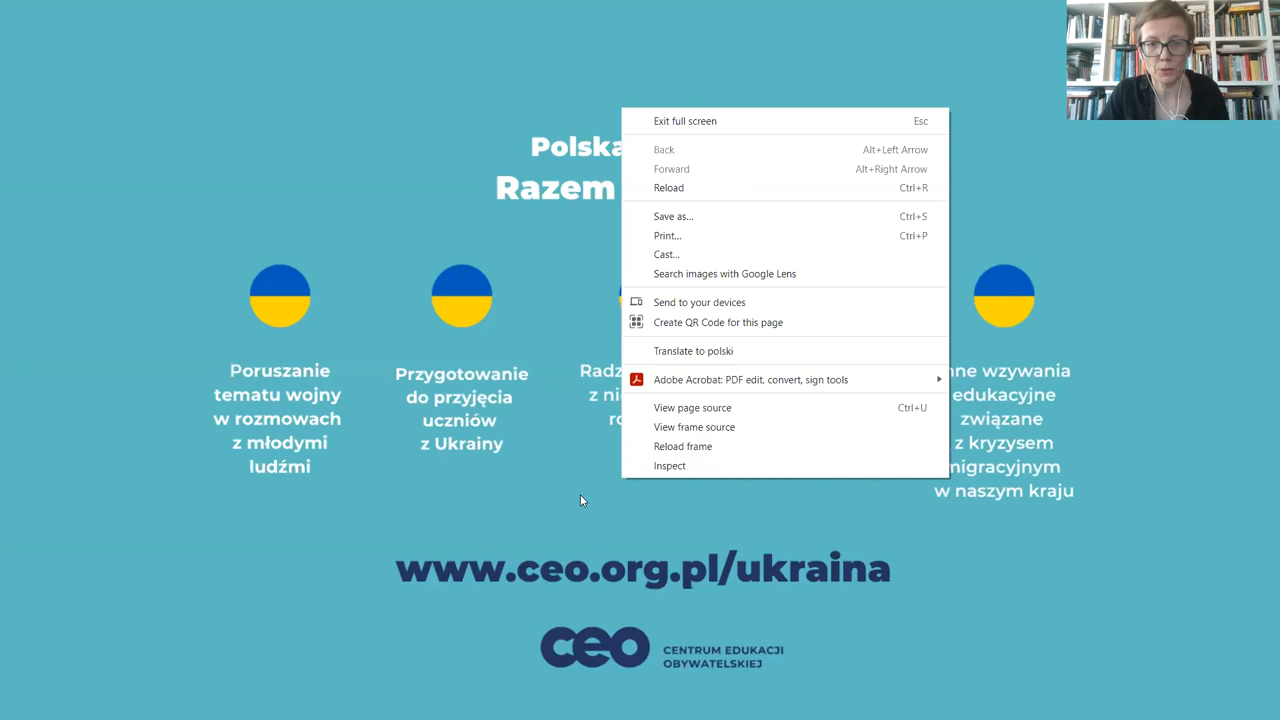 Polska
Razem
Exit full screen Esc
Back Alt+Left Arrow
Forward Alt+Right Arrow
Reload Ctrl+R
Save as... Ctrl+S
Print... Ctrl+P
Cast...
Search images with Google Lens
Send to your devices
Create QR Code for this page
Translate to polski
Adobe Acrobat: PDF edit, convert, sign tools
View page source Ctrl+U
View frame source
Reload frame
Inspect
Poruszanie
tematu wojny
w rozmowach
z młodymi
ludźmi
Przygotowanie
do przyjęcia
uczniów
z Ukrainy
wzywania
edukacyjne
związane
z kryzysem
migracyjnym
w naszym kraju
www.ceo.org.pl/ukraina
ceo CENTRUM EDUKACJI
OBYWATELSKIEJ